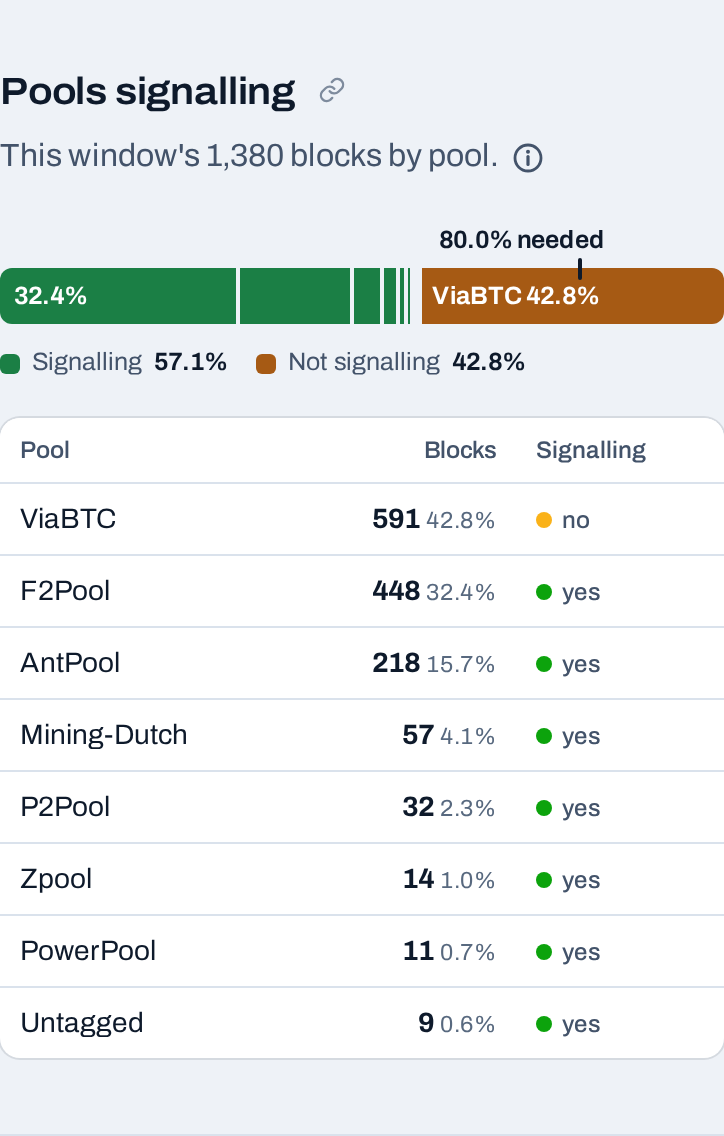 Pools signalling
This window's 1,380 blocks by pool.
80.0% needed
32.4% ViaBTC 42.8%
Signalling 57.1% Not signalling 42.8%
Pool Blocks Signalling
ViaBTC 591 42.8% no
F2Pool 448 32.4% yes
AntPool 218 15.7% yes
Mining-Dutch 57 4.1% yes
P2Pool 32 2.3% yes
Zpool 14 1.0% yes
PowerPool 11 0.7% yes
Untagged 9 0.6% yes